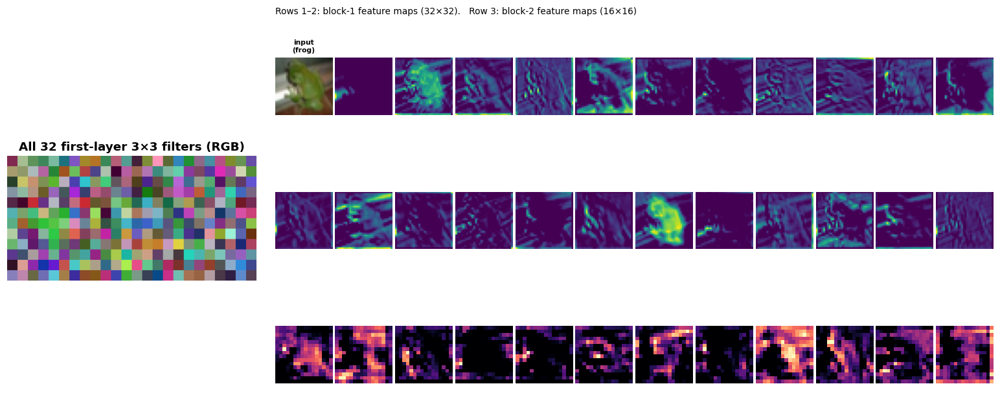 Rows 1–2: block-1 feature maps (32×32).   Row 3: block-2 feature maps (16×16)
input
(frog)
All 32 first-layer 3×3 filters (RGB)